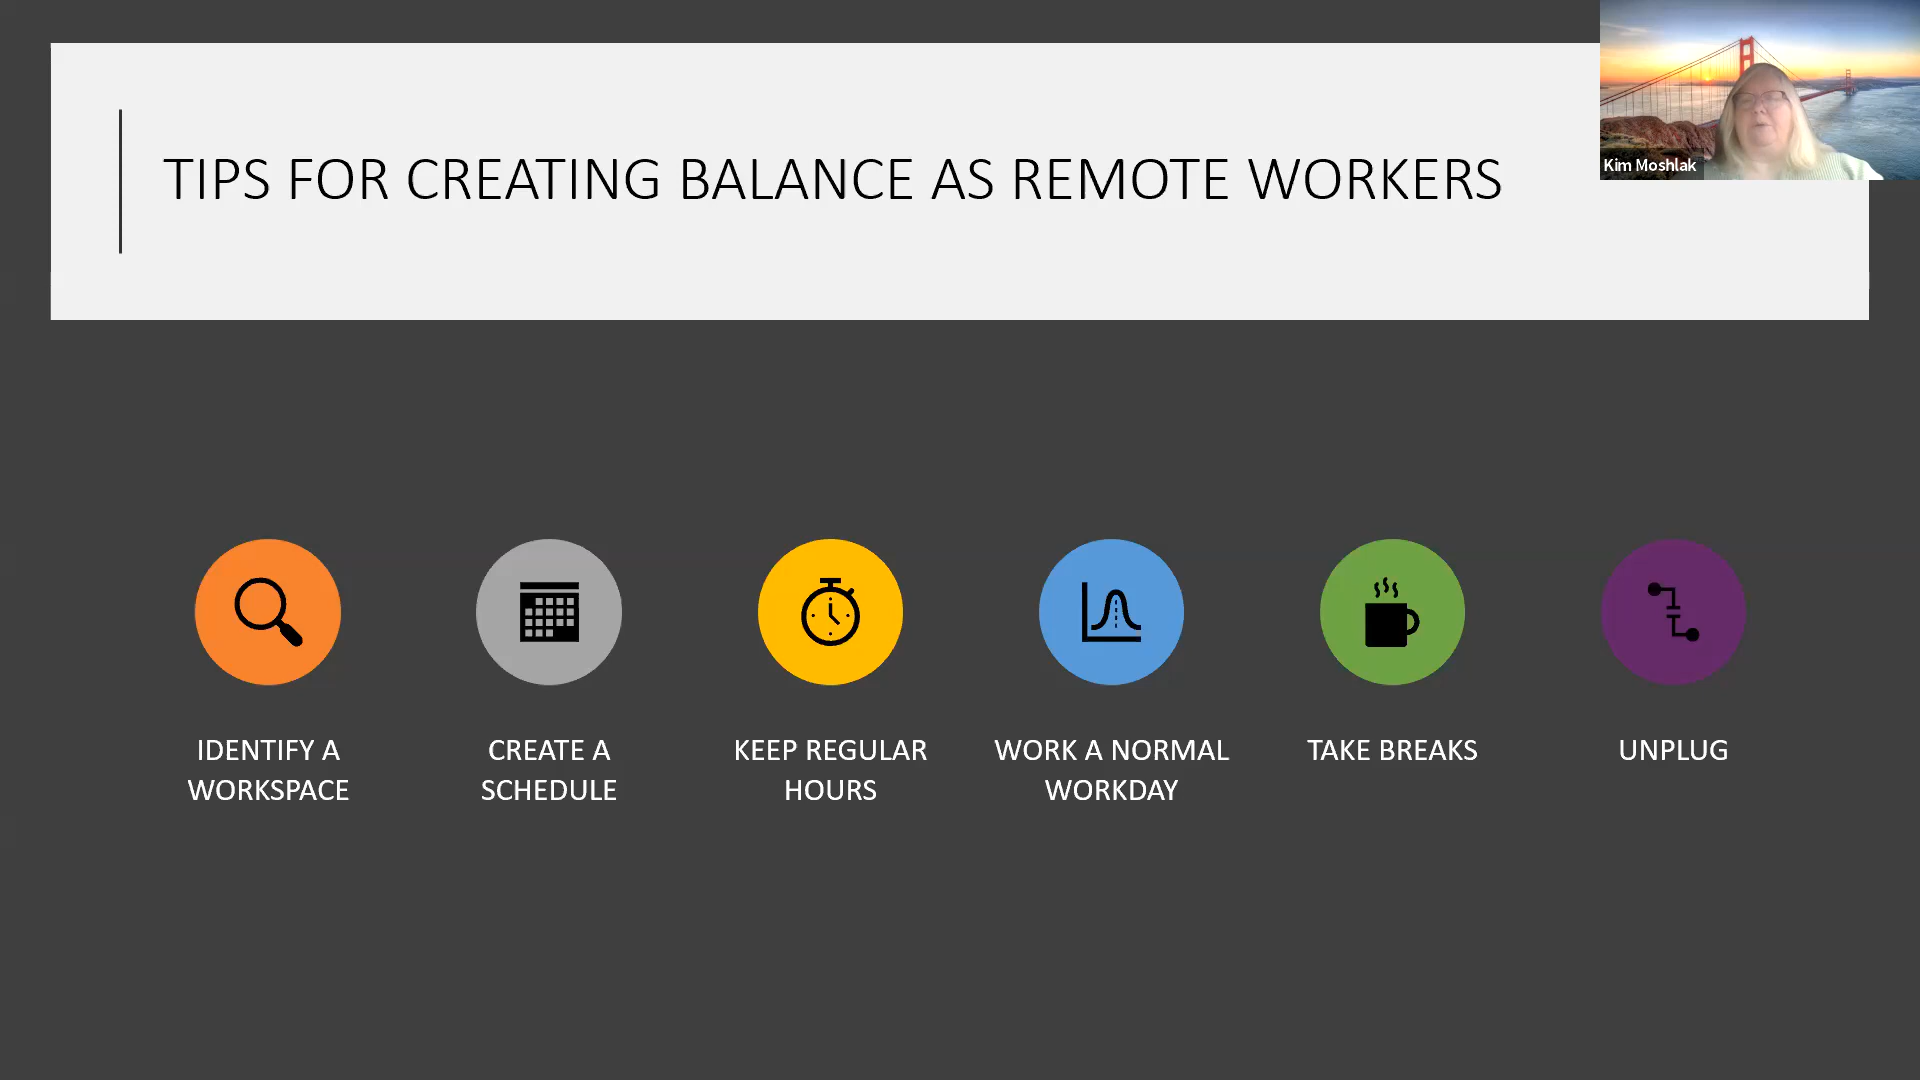 TIPS FOR CREATING BALANCE AS REMOTE WORKERS
Kim Moshlak
IDENTIFY A
WORKSPACE
CREATE A
SCHEDULE
KEEP REGULAR
HOURS
WORK A NORMAL
WORKDAY
TAKE BREAKS
UNPLUG